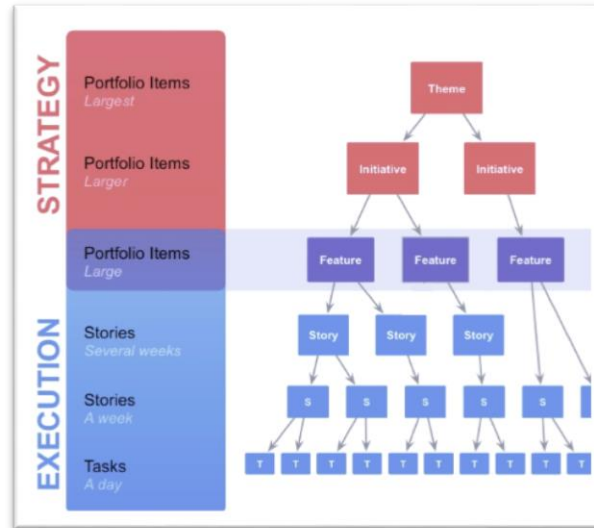 STRATEGY
EXECUTION
Portfolio Items
Largest
Portfolio Items
Larger
Portfolio Items
Large
Stories
Several weeks
Stories
A week
Tasks
A day
Theme
Initiative Initiative
Feature Feature Feature
Story Story Story
S S S S S
T T T T T T T T T T